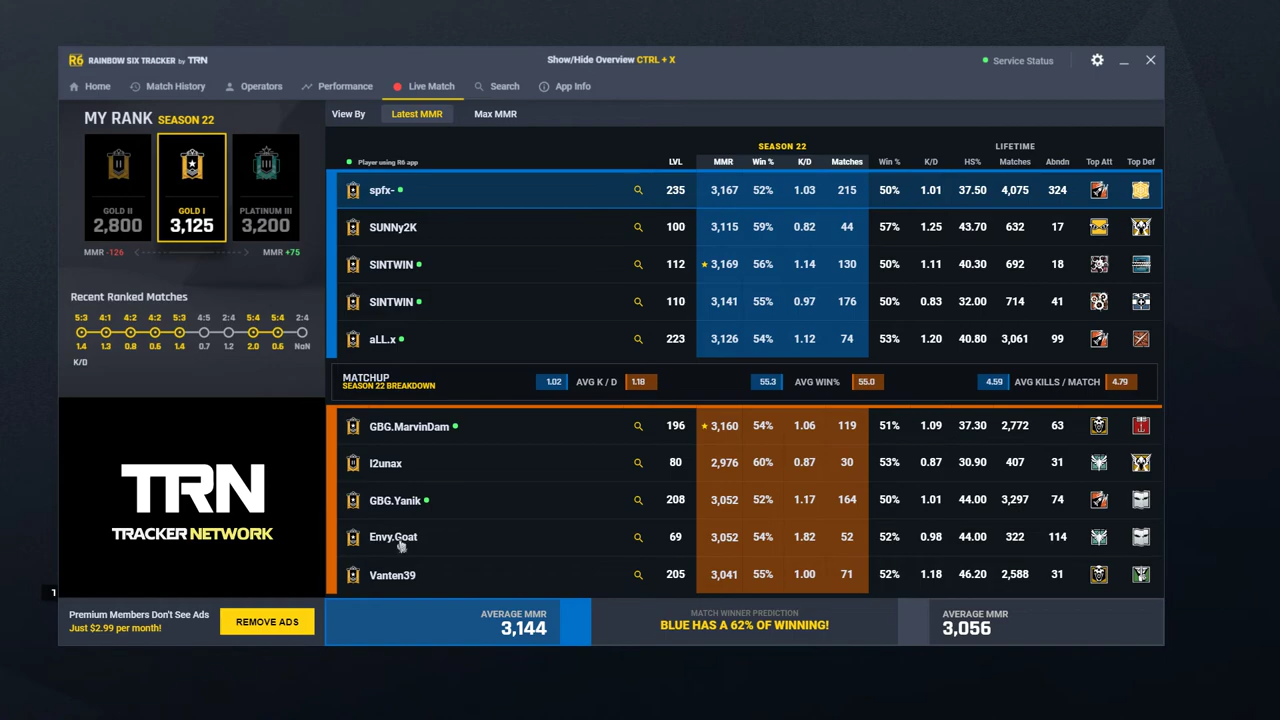 R6 RAINBOW SIX TRACKER by TRN Show/Hide Overview CTRL + X Service Status
Home Match History Operators Performance Live Match Search App Info
MY RANK SEASON 22
GOLD II 2,800
GOLD I 3,125
PLATINUM III 3,200
MMR -126 MMR +75
Recent Ranked Matches
5:3 4:1 4:2 4:2 5:3 4:5 2:4 5:4 5:4 2:4
1.4 1.3 0.8 0.6 1.4 0.7 1.2 2.0 0.6 NaN
K/D
TRN
TRACKER NETWORK
1
Premium Members Don't See Ads
Just $2.99 per month!
REMOVE ADS
View By Latest MMR Max MMR
SEASON 22 LIFETIME
Player using R6 app LVL MMR Win % K/D Matches Win % K/D HS% Matches Abndn Top Att Top Def
spfx- 235 3,167 52% 1.03 215 50% 1.01 37.50 4,075 324
SUNNy2K 100 3,115 59% 0.82 44 57% 1.25 43.70 632 17
SINTWIN 112 3,169 56% 1.14 130 50% 1.11 40.30 692 18
SINTWIN 110 3,141 55% 0.97 176 50% 0.83 32.00 714 41
aLL.x 223 3,126 54% 1.12 74 53% 1.20 40.80 3,061 99
MATCHUP
SEASON 22 BREAKDOWN
1.02 AVG K / D 1.18 55.3 AVG WIN% 55.0 4.59 AVG KILLS / MATCH 4.79
GBG.MarvinDam 196 3,160 54% 1.06 119 51% 1.09 37.30 2,772 63
I2unax 80 2,976 60% 0.87 30 53% 0.87 30.90 407 31
GBG.Yanik 208 3,052 52% 1.17 164 50% 1.01 44.00 3,297 74
Envy.Goat 69 3,052 54% 1.82 52 52% 0.98 44.00 322 114
Vanten39 205 3,041 55% 1.00 71 52% 1.18 46.20 2,588 31
AVERAGE MMR
3,144
MATCH WINNER PREDICTION
BLUE HAS A 62% OF WINNING!
AVERAGE MMR
3,056